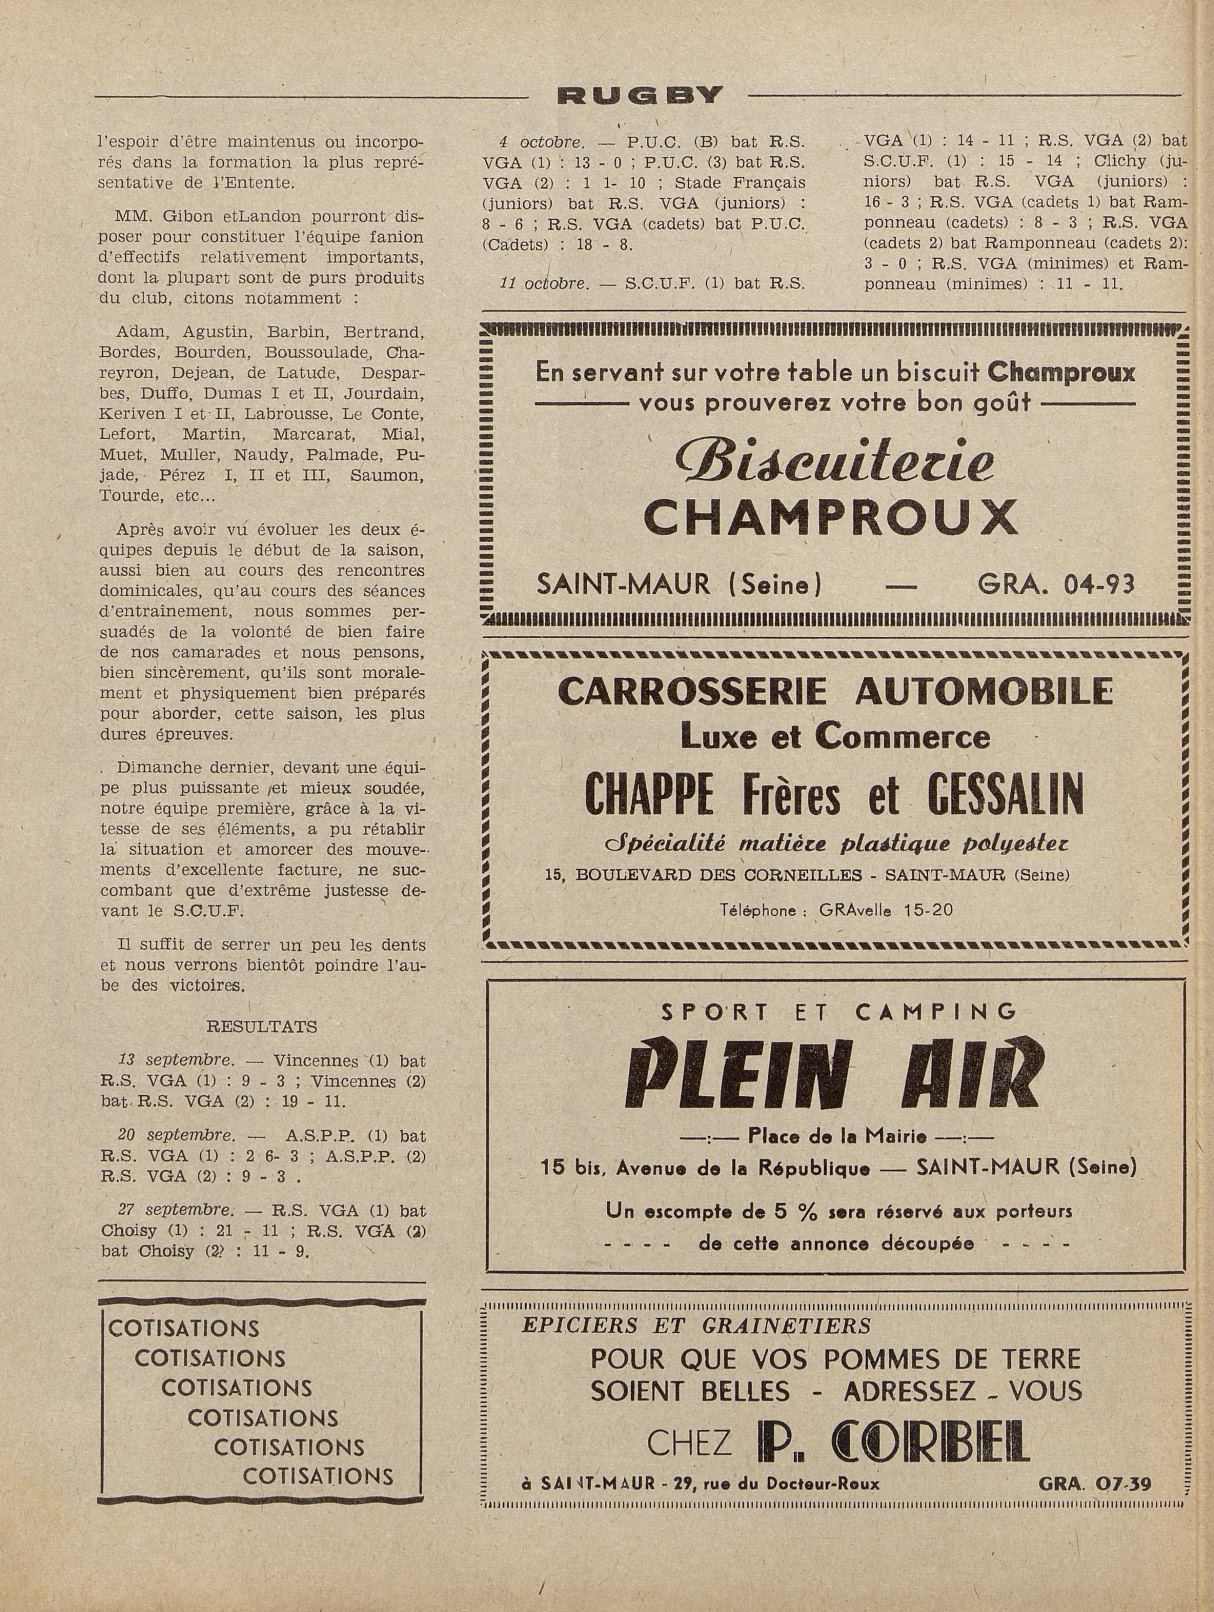 RUGBY
l'espoir d'être maintenus ou incorpo-
rés dans la formation la plus repré-
sentative de l'Entente.
MM. Gibon etLandon pourront dis-
poser pour constituer l'équipe fanion
d'effectifs relativement importants,
dont la plupart sont de purs produits
du club, citons notamment :
Adam, Agustin, Barbin, Bertrand,
Bordes, Bourden, Boussoulade, Cha-
reyron, Dejean, de Latude, Despar-
bes, Duffo, Dumas I et II, Jourdain,
Keriven I et II, Labrousse, Le Conte,
Lefort, Martin, Marcarat, Mial,
Muet, Muller, Naudy, Palmade, Pu-
jade, Pérez I, II et III, Saumon,
Tourde, etc...
Après avoir vu évoluer les deux é-
quipes depuis le début de la saison,
aussi bien au cours des rencontres
dominicales, qu'au cours des séances
d'entraînement, nous sommes per-
suadés de la volonté de bien faire
de nos camarades et nous pensons,
bien sincèrement, qu'ils sont morale-
ment et physiquement bien préparés
pour aborder, cette saison, les plus
dures épreuves.
Dimanche dernier, devant une équi-
pe plus puissante et mieux soudée,
notre équipe première, grâce à la vi-
tesse de ses éléments, a pu rétablir
la situation et amorcer des mouve-
ments d'excellente facture, ne suc-
combant que d'extrême justesse de-
vant le S.C.U.F.
Il suffit de serrer un peu les dents
et nous verrons bientôt poindre l'au-
be des victoires.
RESULTATS
13 septembre. — Vincennes (1) bat
R.S. VGA (1) : 9 - 3 ; Vincennes (2)
bat R.S. VGA (2) : 19 - 11.
20 septembre. — A.S.P.P. (1) bat
R.S. VGA (1) : 2 6- 3 ; A.S.P.P. (2)
R.S. VGA (2) : 9 - 3 .
27 septembre. — R.S. VGA (1) bat
Choisy (1) : 21 - 11 ; R.S. VGA (2)
bat Choisy (2) : 11 - 9.
COTISATIONS
COTISATIONS
COTISATIONS
COTISATIONS
COTISATIONS
COTISATIONS
4 octobre. — P.U.C. (B) bat R.S.
VGA (1) : 13 - 0 ; P.U.C. (3) bat R.S.
VGA (2) : 1 1- 10 ; Stade Français
(juniors) bat R.S. VGA (juniors) :
8 - 6 ; R.S. VGA (cadets) bat P.U.C.
(Cadets) : 18 - 8.
11 octobre. — S.C.U.F. (1) bat R.S.
VGA (1) : 14 - 11 ; R.S. VGA (2) bat
S.C.U.F. (1) : 15 - 14 ; Clichy (ju-
niors) bat R.S. VGA (juniors) :
16 - 3 ; R.S. VGA (cadets 1) bat Ram-
ponneau (cadets) : 8 - 3 ; R.S. VGA
(cadets 2) bat Ramponneau (cadets 2):
3 - 0 ; R.S. VGA (minimes) et Ram-
ponneau (minimes) : 11 - 11.
En servant sur votre table un biscuit Champroux
vous prouverez votre bon goût
Biscuiterie
CHAMPROUX
SAINT-MAUR (Seine) — GRA. 04-93
CARROSSERIE AUTOMOBILE
Luxe et Commerce
CHAPPE Frères et GESSALIN
Spécialité matière plastique polyester
15, BOULEVARD DES CORNEILLES - SAINT-MAUR (Seine)
Téléphone : GRAvelle 15-20
SPORT ET CAMPING
PLEIN AIR
—:— Place de la Mairie —:—
15 bis, Avenue de la République — SAINT-MAUR (Seine)
Un escompte de 5 % sera réservé aux porteurs
- - - - de cette annonce découpée - - - -
EPICIERS ET GRAINETIERS
POUR QUE VOS POMMES DE TERRE
SOIENT BELLES - ADRESSEZ - VOUS
CHEZ P. CORBEL
à SAINT-MAUR - 29, rue du Docteur-Roux GRA. 07-39